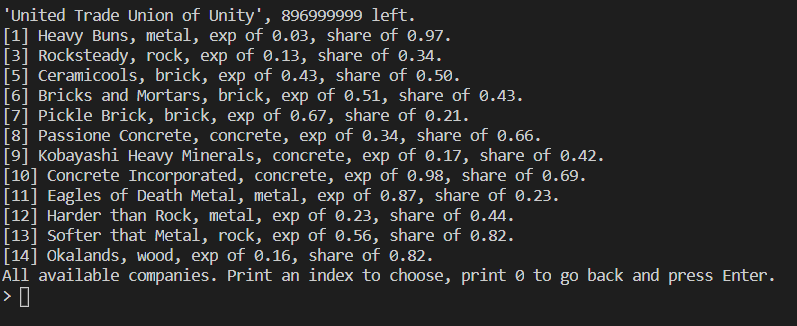 'United Trade Union of Unity', 896999999 left.
[1] Heavy Buns, metal, exp of 0.03, share of 0.97.
[3] Rocksteady, rock, exp of 0.13, share of 0.34.
[5] Ceramicools, brick, exp of 0.43, share of 0.50.
[6] Bricks and Mortars, brick, exp of 0.51, share of 0.43.
[7] Pickle Brick, brick, exp of 0.67, share of 0.21.
[8] Passione Concrete, concrete, exp of 0.34, share of 0.66.
[9] Kobayashi Heavy Minerals, concrete, exp of 0.17, share of 0.42.
[10] Concrete Incorporated, concrete, exp of 0.98, share of 0.69.
[11] Eagles of Death Metal, metal, exp of 0.87, share of 0.23.
[12] Harder than Rock, metal, exp of 0.23, share of 0.44.
[13] Softer that Metal, rock, exp of 0.56, share of 0.82.
[14] Okalands, wood, exp of 0.16, share of 0.82.
All available companies. Print an index to choose, print 0 to go back and press Enter.
>